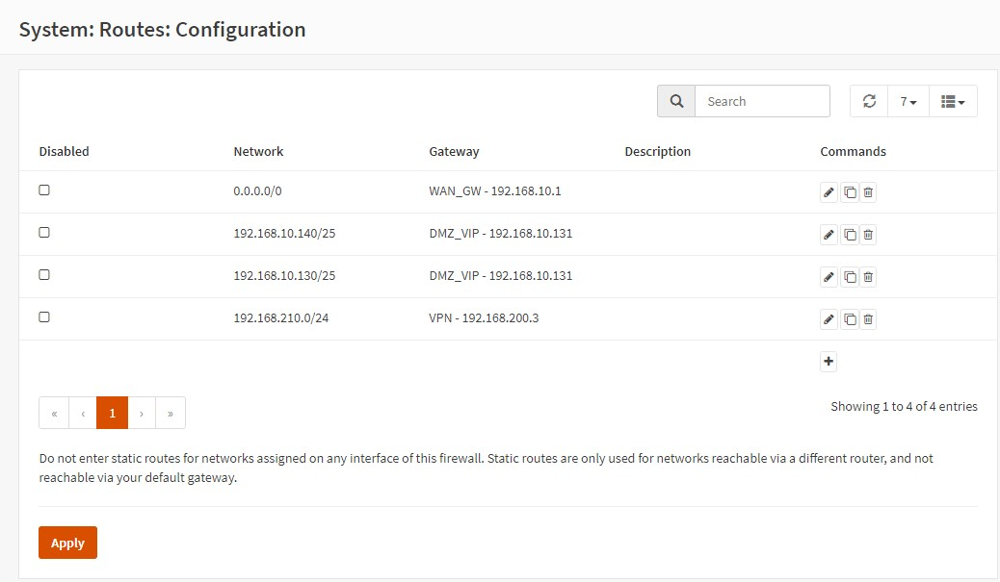 System: Routes: Configuration
Search
7
Disabled Network Gateway Description Commands
0.0.0.0/0 WAN_GW - 192.168.10.1
192.168.10.140/25 DMZ_VIP - 192.168.10.131
192.168.10.130/25 DMZ_VIP - 192.168.10.131
192.168.210.0/24 VPN - 192.168.200.3
« ‹ 1 › »
Showing 1 to 4 of 4 entries
Do not enter static routes for networks assigned on any interface of this firewall. Static routes are only used for networks reachable via a different router, and not
reachable via your default gateway.
Apply